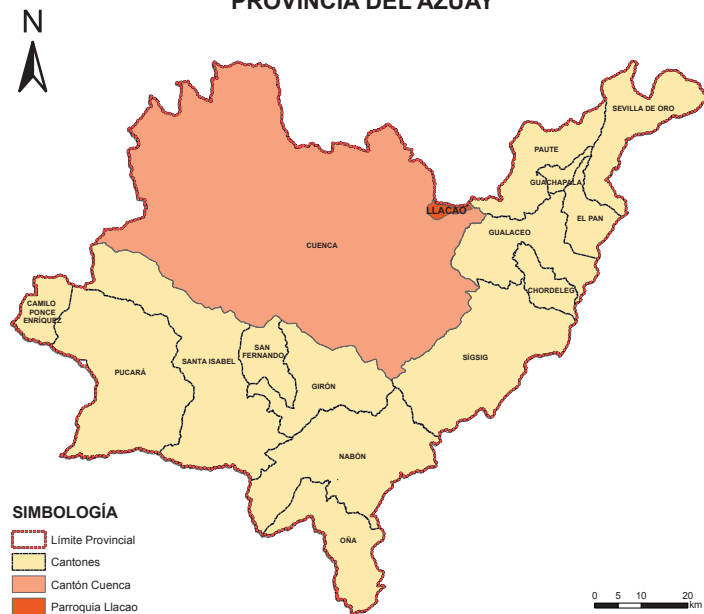 PROVINCIA DEL AZUAY
N
SEVILLA DE ORO
PAUTE
GUACHAPALA
LLACAO
EL PAN
GUALACEO
CUENCA
CHORDELEG
CAMILO
PONCE
ENRÍQUEZ
SAN
FERNANDO
SANTA ISABEL
SÍGSIG
PUCARÁ
GIRÓN
NABÓN
OÑA
SIMBOLOGÍA
Límite Provincial
Cantones
Cantón Cuenca
Parroquia Llacao
0 5 10 20
km